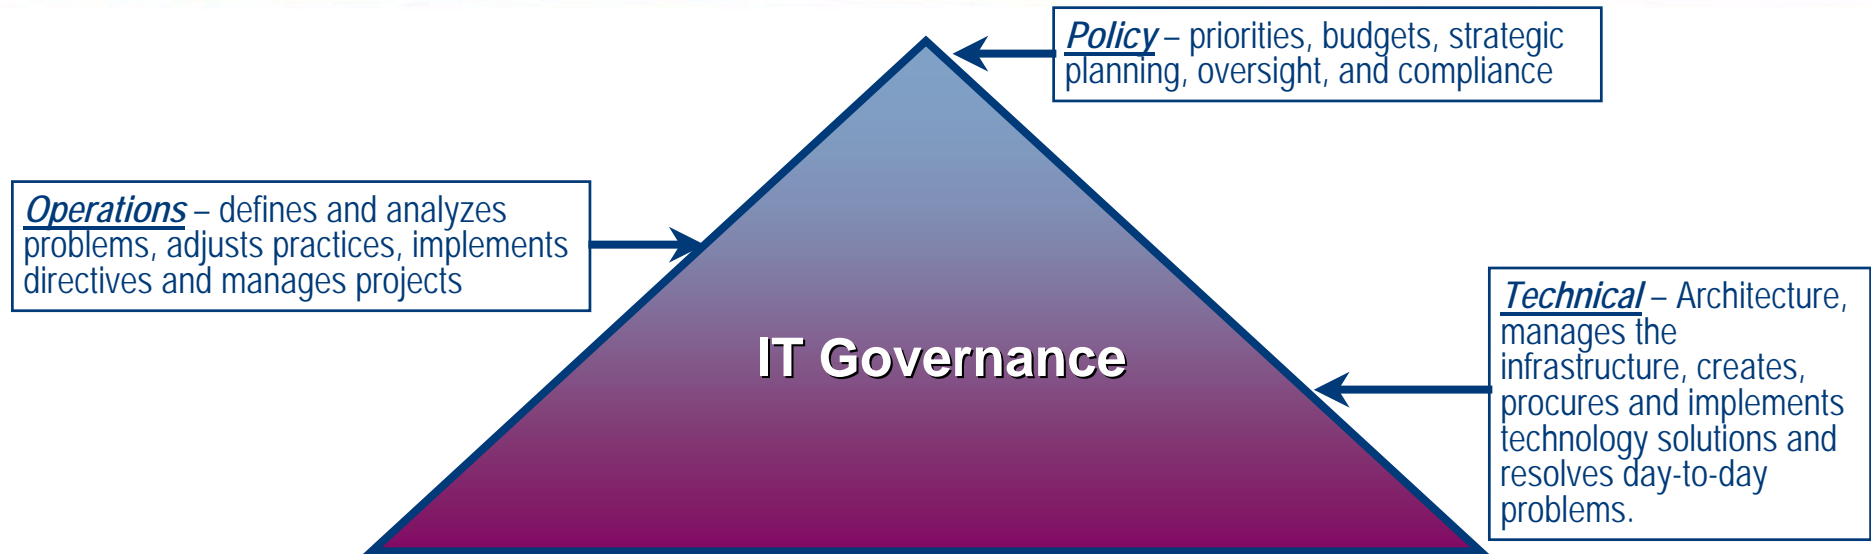 Policy – priorities, budgets, strategic
planning, oversight, and compliance
Operations – defines and analyzes
problems, adjusts practices, implements
directives and manages projects
IT Governance
Technical – Architecture,
manages the
infrastructure, creates,
procures and implements
technology solutions and
resolves day-to-day
problems.